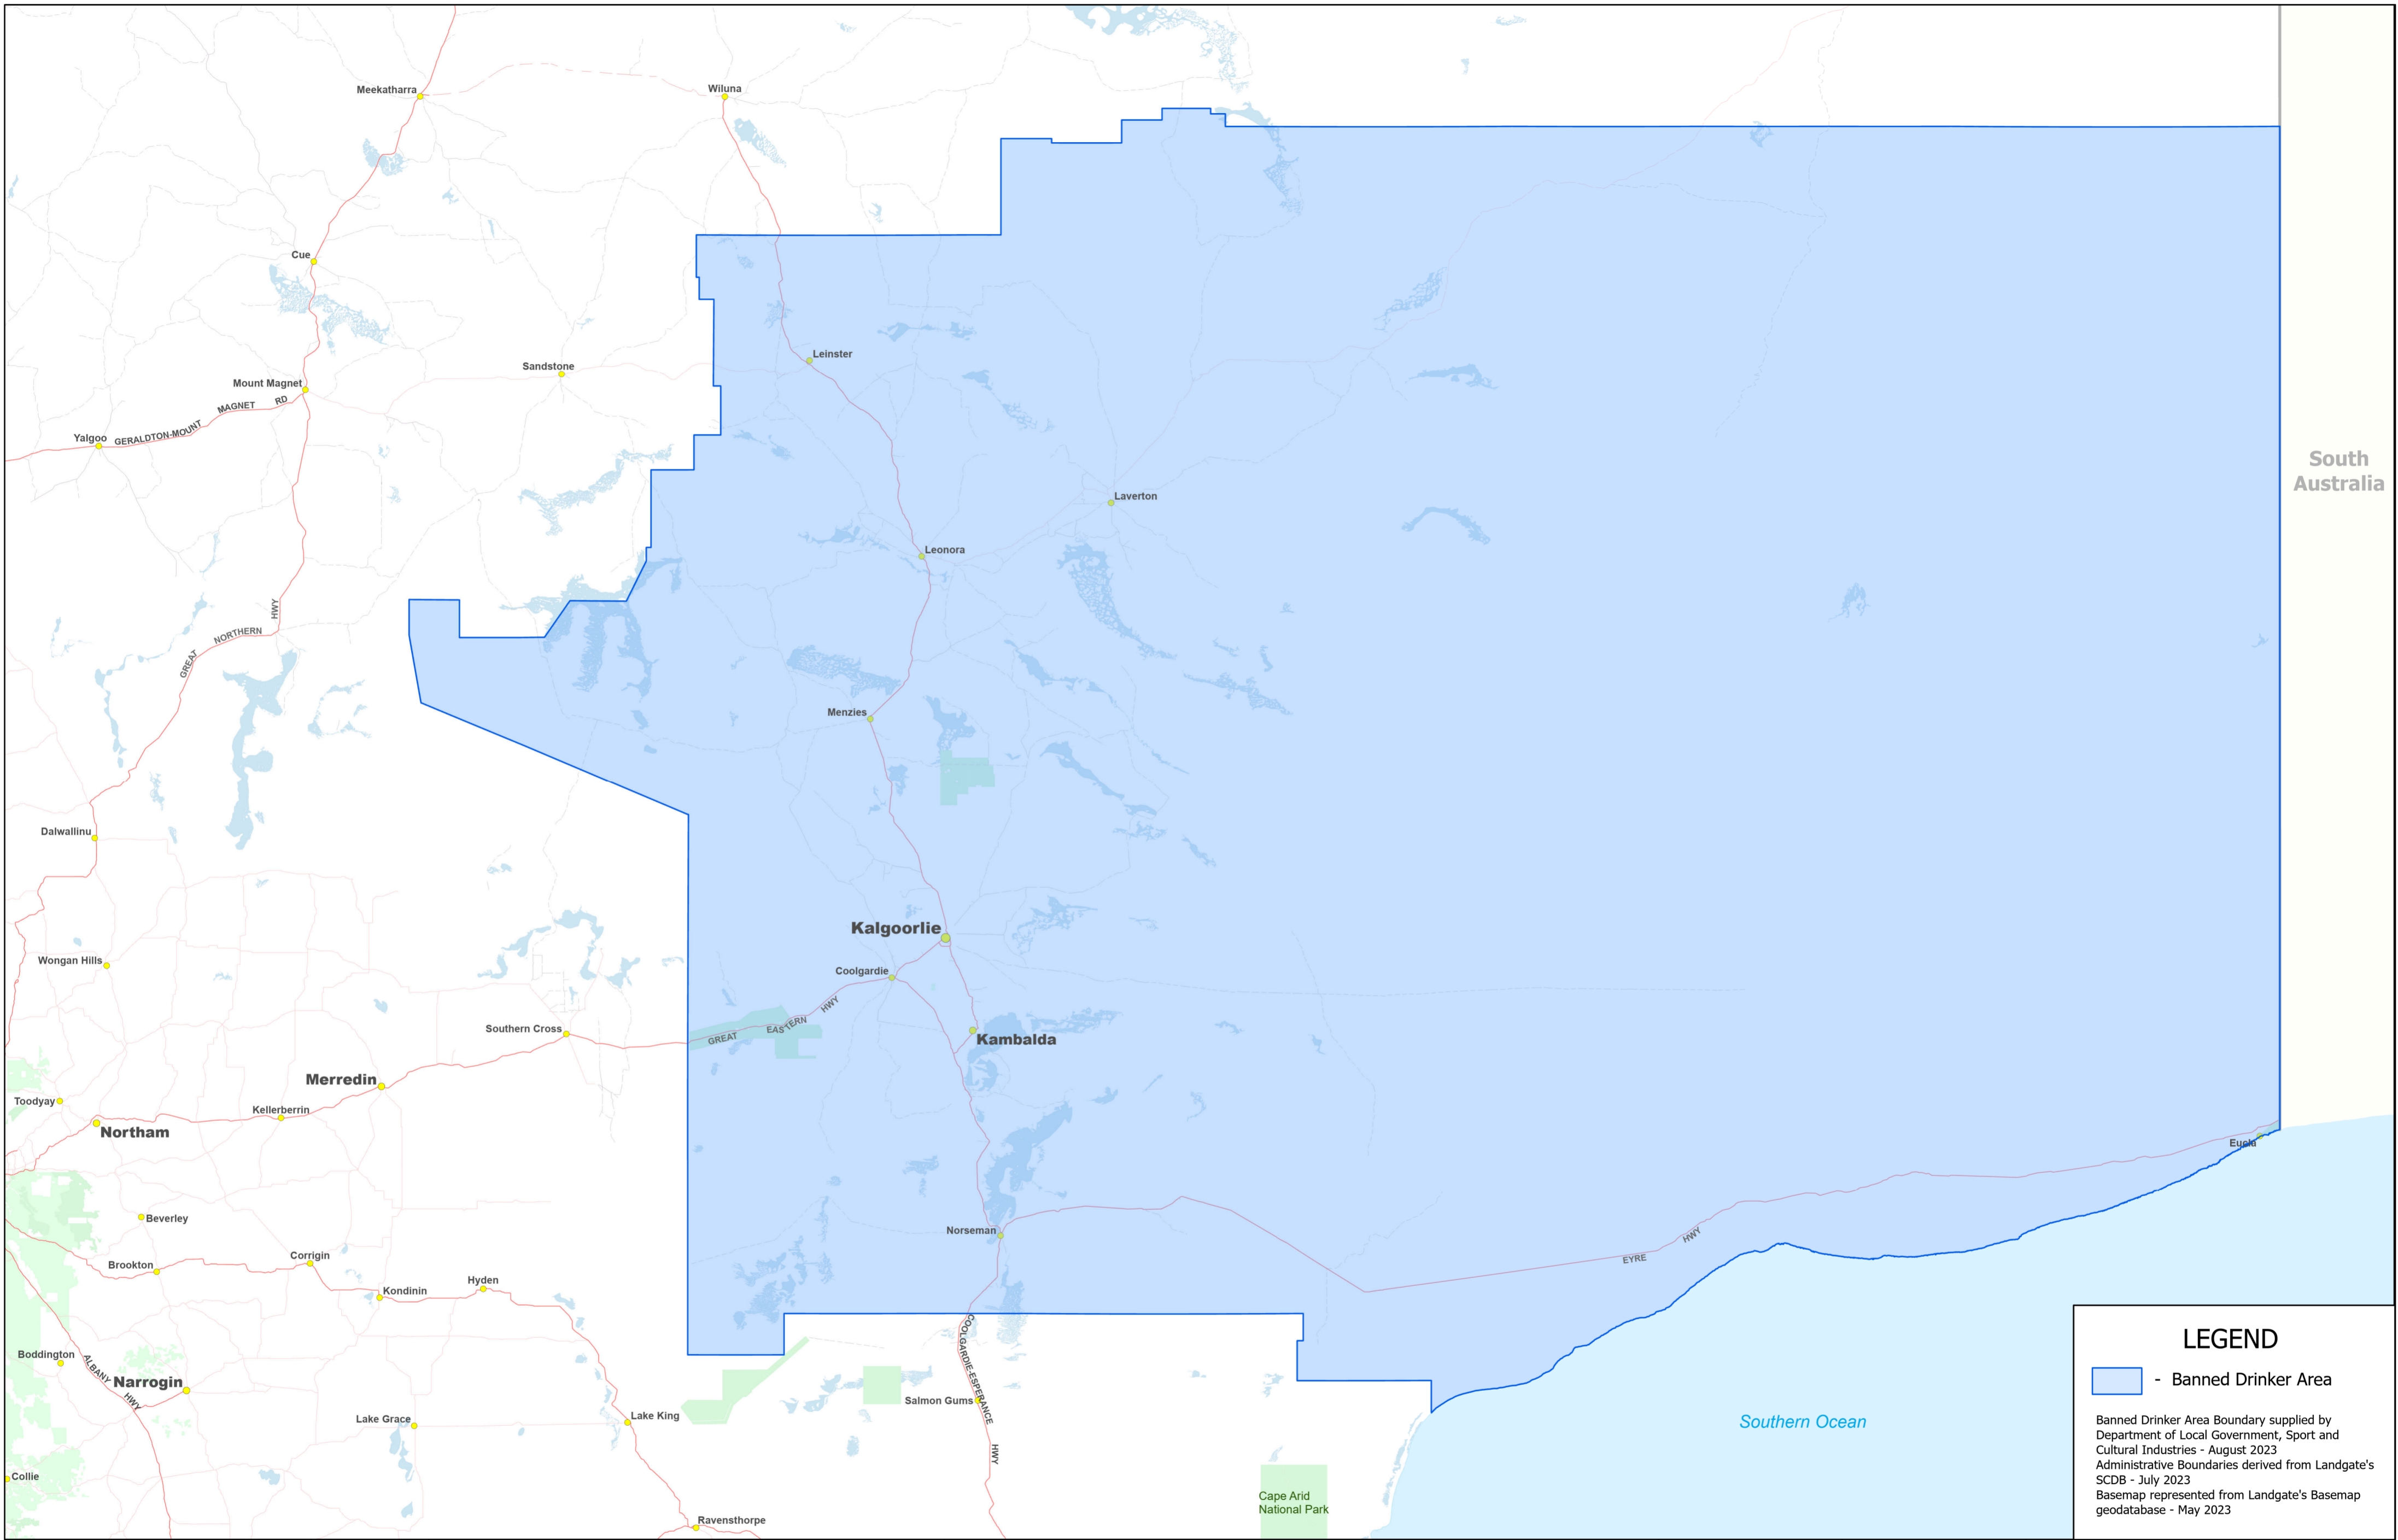 Meekatharra
Wiluna
Cue
Leinster
Sandstone
Mount Magnet
GERALDTON-MOUNT MAGNET RD
Yalgoo
South
Australia
Laverton
Leonora
GREAT NORTHERN HWY
Menzies
Dalwallinu
Kalgoorlie
Wongan Hills
Coolgardie
Southern Cross
GREAT EASTERN HWY
Kambalda
Merredin
Toodyay
Kellerberrin
Northam
Eucla
Beverley
Norseman
Corrigin
Brookton
EYRE HWY
Hyden
Kondinin
COOLGARDIE-ESPERANCE HWY
Boddington
ALBANY HWY
Narrogin
Salmon Gums
Lake Grace
Lake King
Southern Ocean
Collie
Cape Arid
National Park
Ravensthorpe
LEGEND
- Banned Drinker Area
Banned Drinker Area Boundary supplied by
Department of Local Government, Sport and
Cultural Industries - August 2023
Administrative Boundaries derived from Landgate's
SCDB - July 2023
Basemap represented from Landgate's Basemap
geodatabase - May 2023